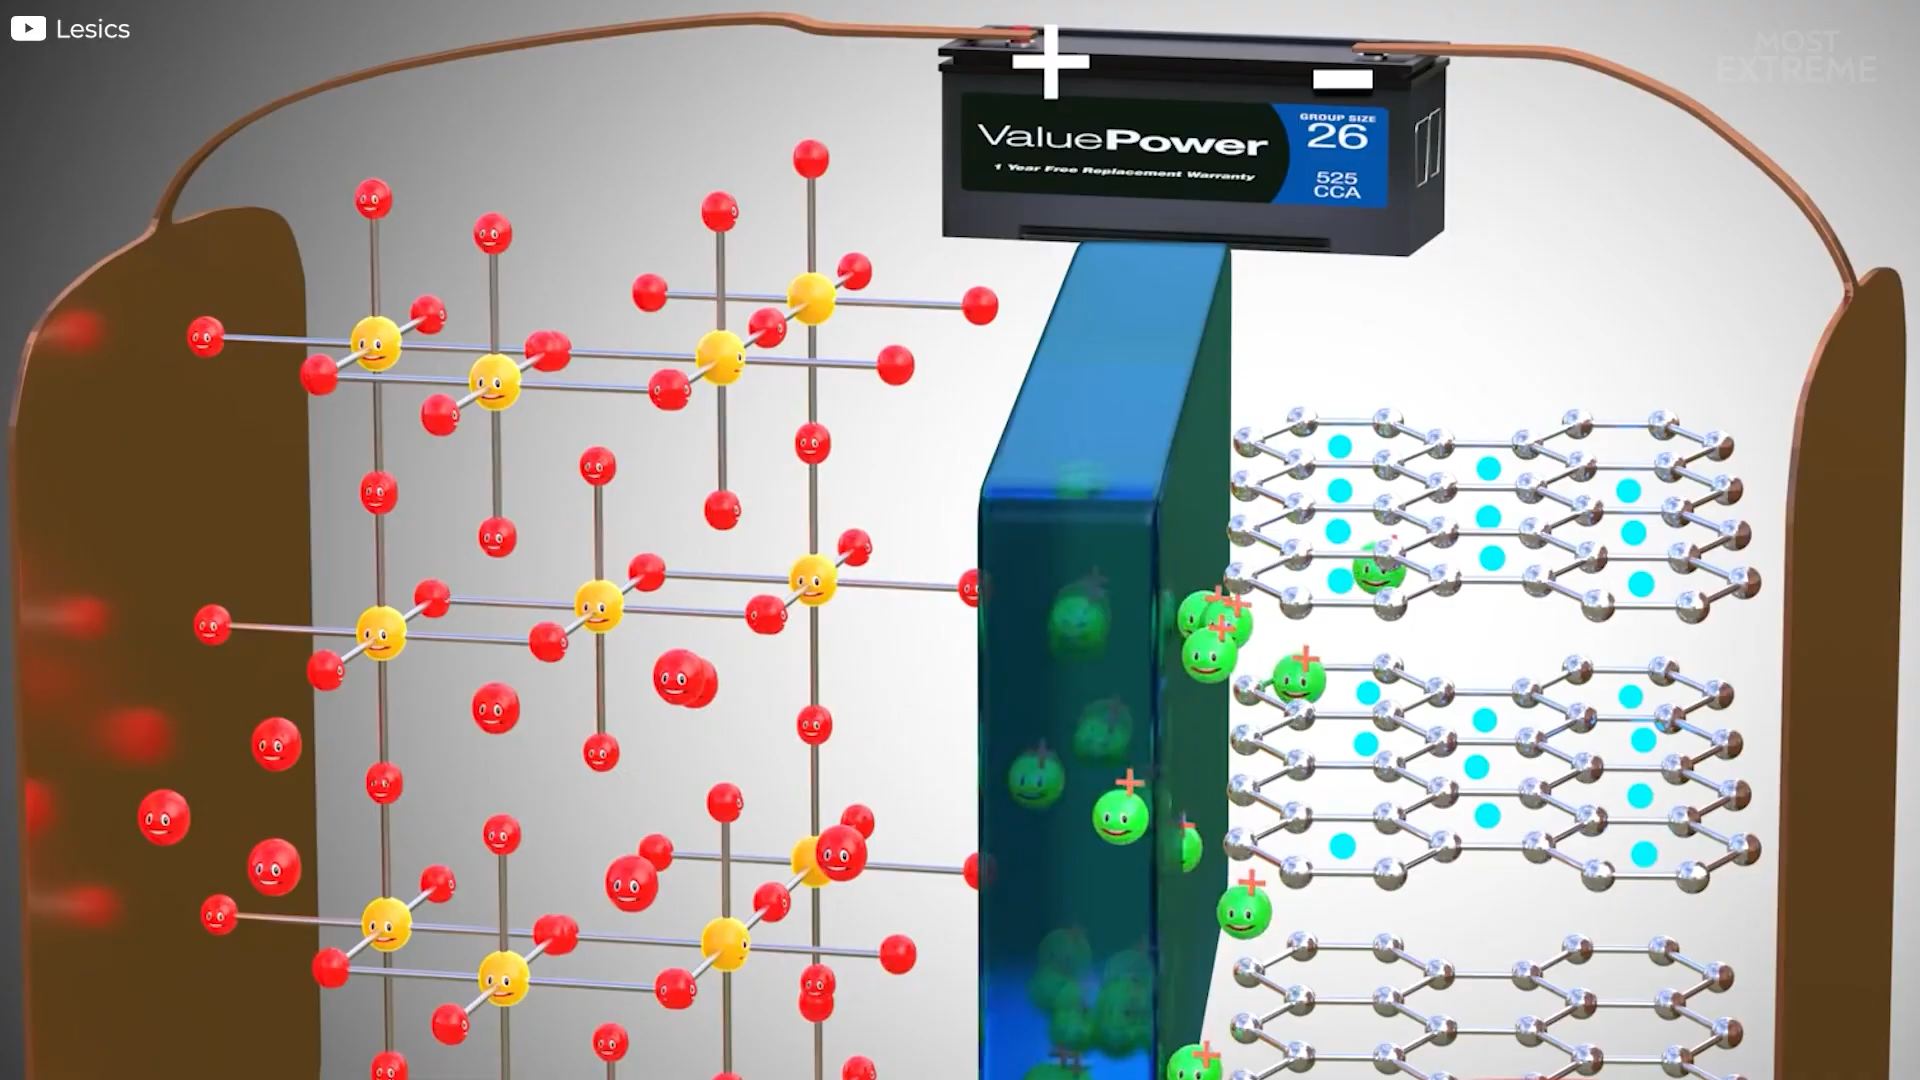 Lesics
MOST
EXTREME
+
-
ValuePower
1 Year Free Replacement Warranty
GROUP SIZE
26
525
CCA